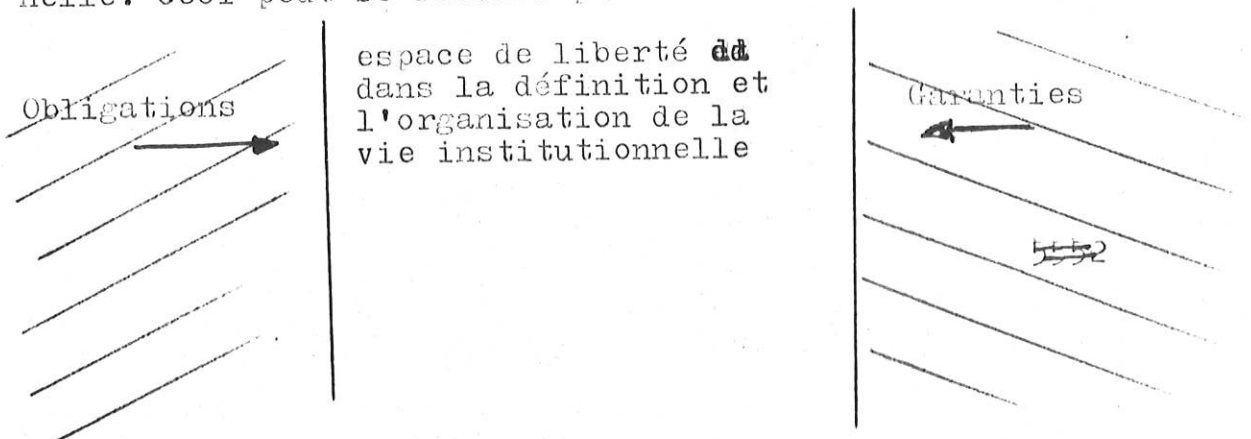 Obligations
espace de liberté dd
dans la définition et
l'organisation de la
vie institutionnelle
Garanties